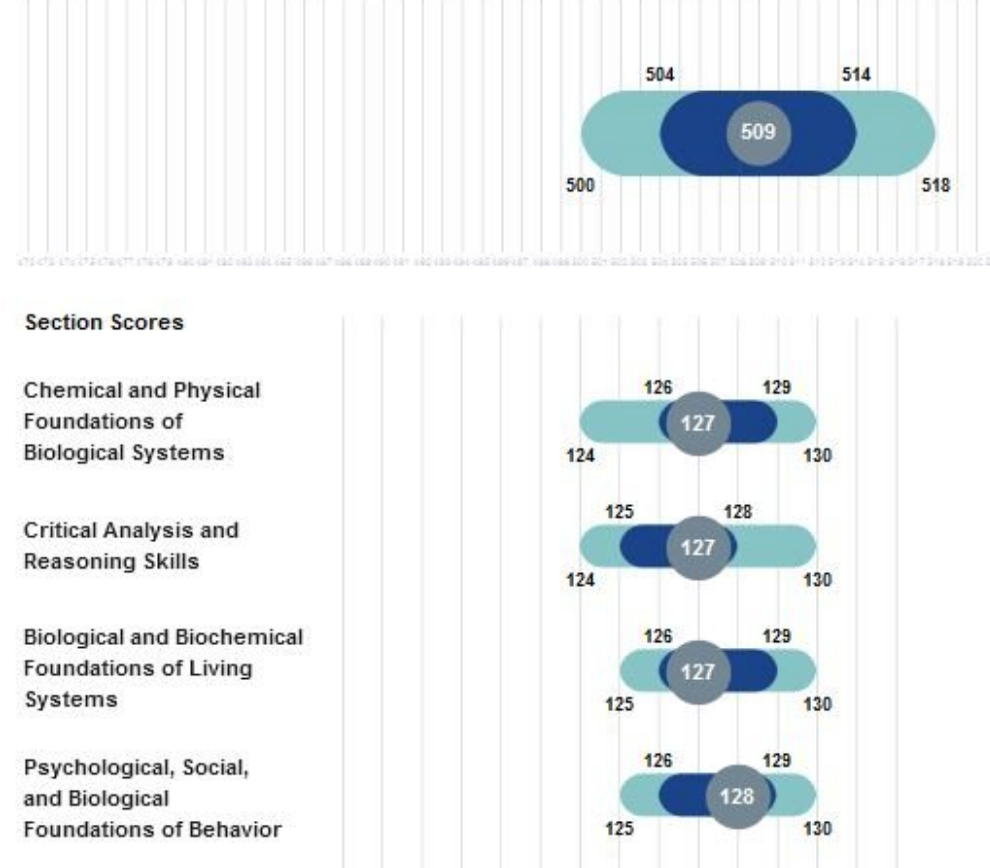 504 514
509
500 518
Section Scores
Chemical and Physical
Foundations of
Biological Systems
126 129
127
124 130
Critical Analysis and
Reasoning Skills
125 128
127
124 130
Biological and Biochemical
Foundations of Living
Systems
126 129
127
125 130
Psychological, Social,
and Biological
Foundations of Behavior
126 129
128
125 130